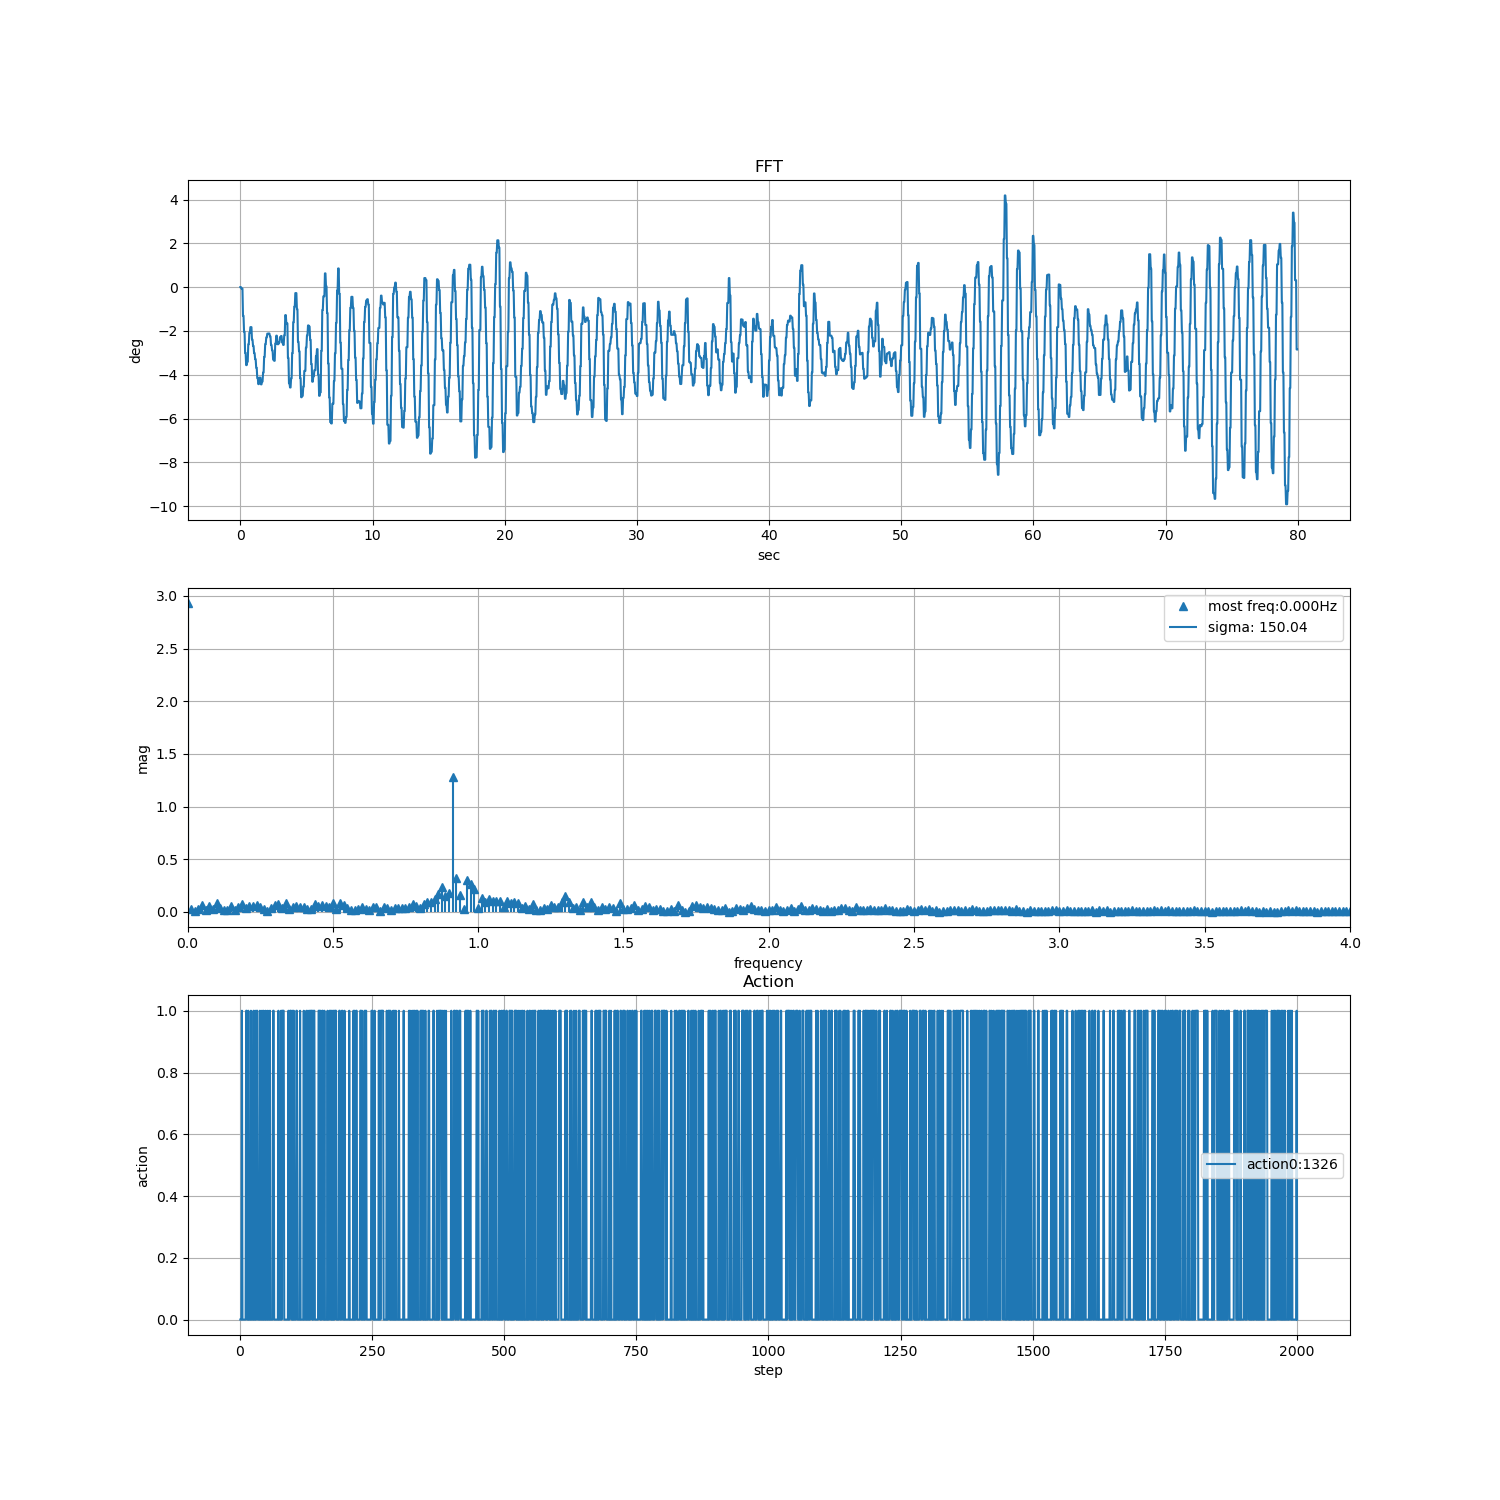 FFT
4
2
0
−2
−4
−6
−8
−10
deg
0 10 20 30 40 50 60 70 80
sec
3.0
2.5
2.0
1.5
1.0
0.5
0.0
mag
most freq:0.000Hz
sigma: 150.04
0.0 0.5 1.0 1.5 2.0 2.5 3.0 3.5 4.0
frequency
Action
1.0
0.8
0.6
0.4
0.2
0.0
action
action0:1326
0 250 500 750 1000 1250 1500 1750 2000
step